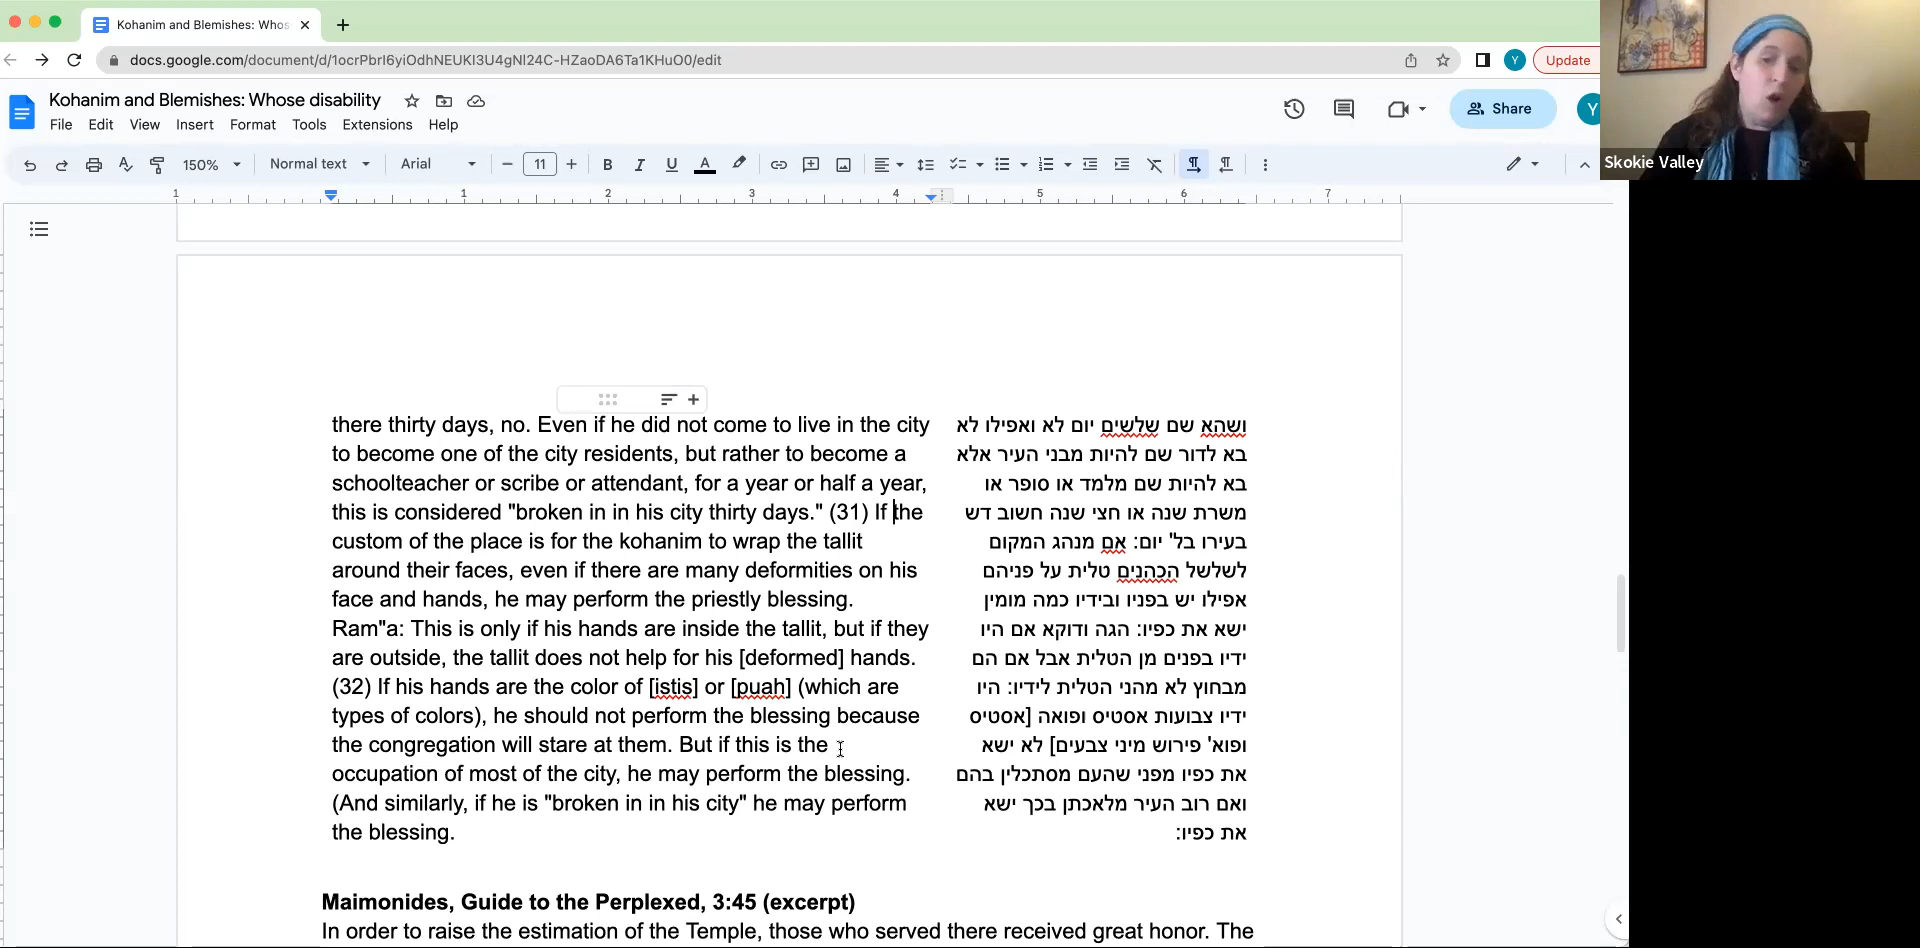 Kohanim and Blemishes: Whos
docs.google.com/document/d/1ocrPbrI6yiOdhNEUKI3U4gNl24C-HZaoDA6Ta1KHuO0/edit
Y
Update
Kohanim and Blemishes: Whose disability
File Edit View Insert Format Tools Extensions Help
Share
Y
150% Normal text Arial 11
Skokie Valley
1 1 2 3 4 5 6 7
there thirty days, no. Even if he did not come to live in the city
to become one of the city residents, but rather to become a
schoolteacher or scribe or attendant, for a year or half a year,
this is considered "broken in in his city thirty days." (31) If the
custom of the place is for the kohanim to wrap the tallit
around their faces, even if there are many deformities on his
face and hands, he may perform the priestly blessing.
Ram"a: This is only if his hands are inside the tallit, but if they
are outside, the tallit does not help for his [deformed] hands.
(32) If his hands are the color of [istis] or [puah] (which are
types of colors), he should not perform the blessing because
the congregation will stare at them. But if this is the
occupation of most of the city, he may perform the blessing.
(And similarly, if he is "broken in in his city" he may perform
the blessing.
ושהא שם שלשים יום לא ואפילו לא
בא לדור שם להיות מבני העיר אלא
בא להיות שם מלמד או סופר או
משרת שנה או חצי שנה חשוב דש
בעירו בל' יום: אם מנהג המקום
לשלשל הכהנים טלית על פניהם
אפילו יש בפניו ובידיו כמה מומין
ישא את כפיו: הגה ודוקא אם היו
ידיו בפנים מן הטלית אבל אם הם
מבחוץ לא מהני הטלית לידיו: היו
ידיו צבועות אסטיס ופואה [אסטיס
ופוא' פירוש מיני צבעים] לא ישא
את כפיו מפני שהעם מסתכלין בהם
ואם רוב העיר מלאכתן בכך ישא
את כפיו:
Maimonides, Guide to the Perplexed, 3:45 (excerpt)
In order to raise the estimation of the Temple, those who served there received great honor. The